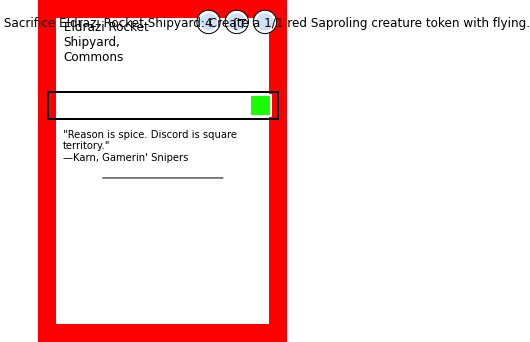 Sacrifice Eldrazi Rocket Shipyard: Create a 1/1 red Saproling creature token with flying.
Eldrazi Rocket
Shipyard,
Commons
"Reason is spice. Discord is square
territory."
—Karn, Gamerin' Snipers